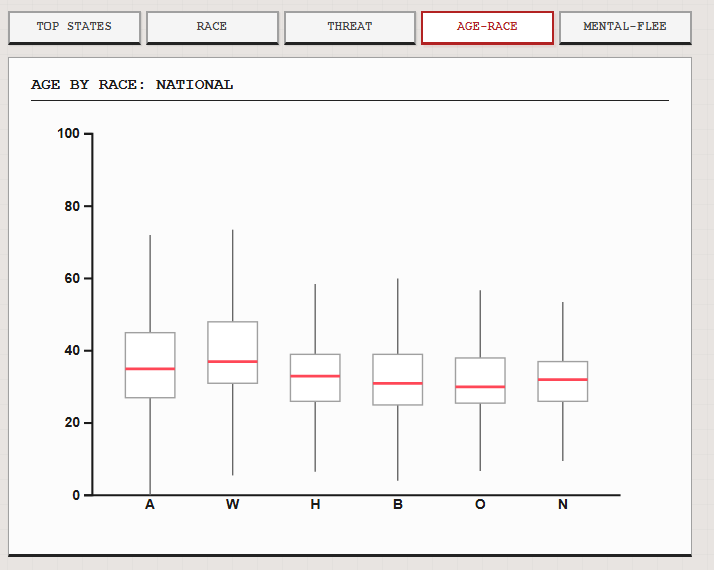 TOP STATES RACE THREAT AGE-RACE MENTAL-FLEE
AGE BY RACE: NATIONAL
100
80
60
40
20
0
A W H B O N